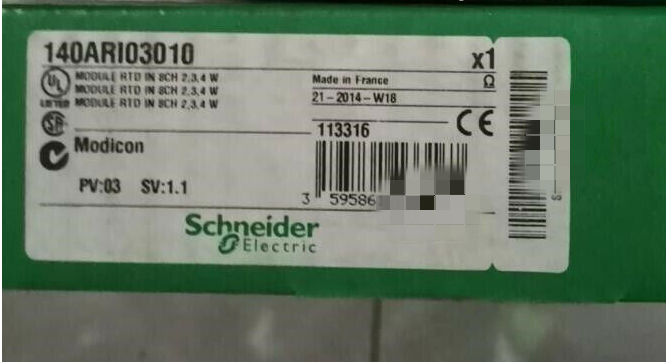 140ARI03010
x1
MODULE RTD IN 8CH 2,3,4 W
MODULE RTD IN 8CH 2,3,4 W
MODULE RTD IN 8CH 2,3,4 W
UL
LISTED
Made in France
Ω
21-2014-W18
113316
CE
Modicon
PV:03 SV:1.1
3 59586
Schneider
Electric